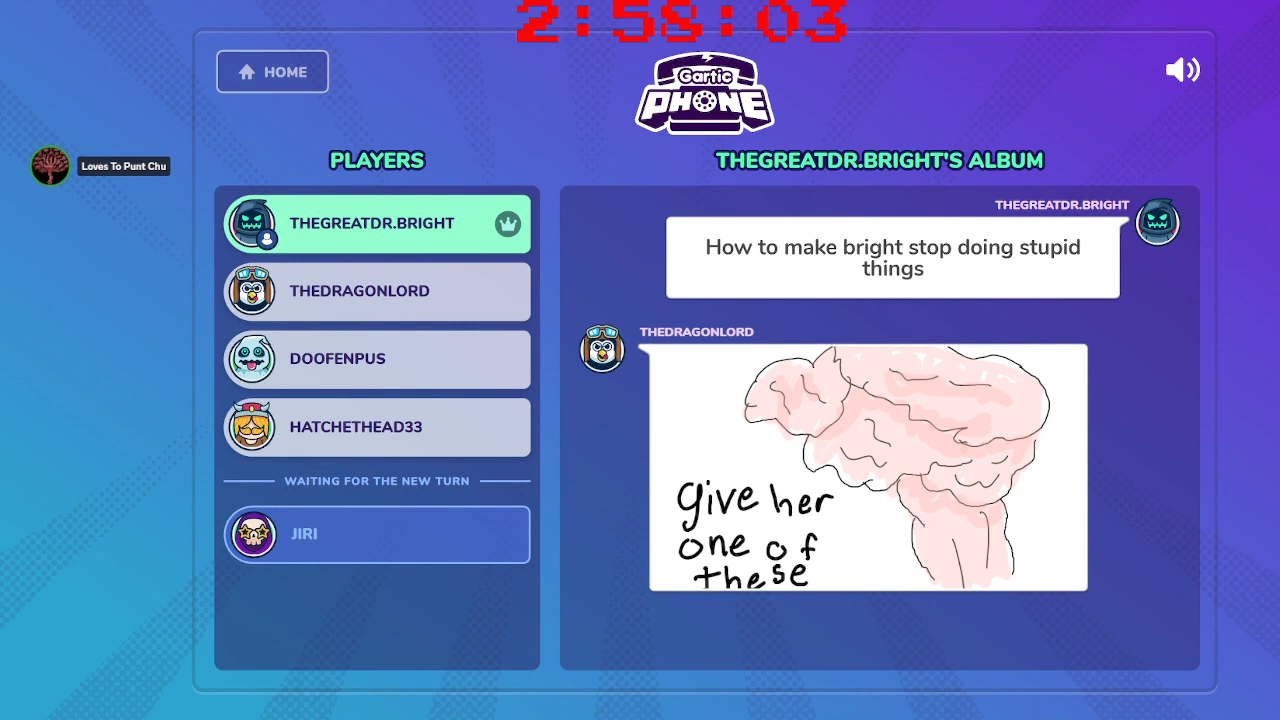 2:58:03
HOME
Gartic
PHONE
Loves To Punt Chu
PLAYERS
THEGREATDR.BRIGHT'S ALBUM
THEGREATDR.BRIGHT
THEDRAGONLORD
DOOFENPUS
HATCHETHEAD33
WAITING FOR THE NEW TURN
JIRI
THEGREATDR.BRIGHT
How to make bright stop doing stupid
things
THEDRAGONLORD
give her
one of
these